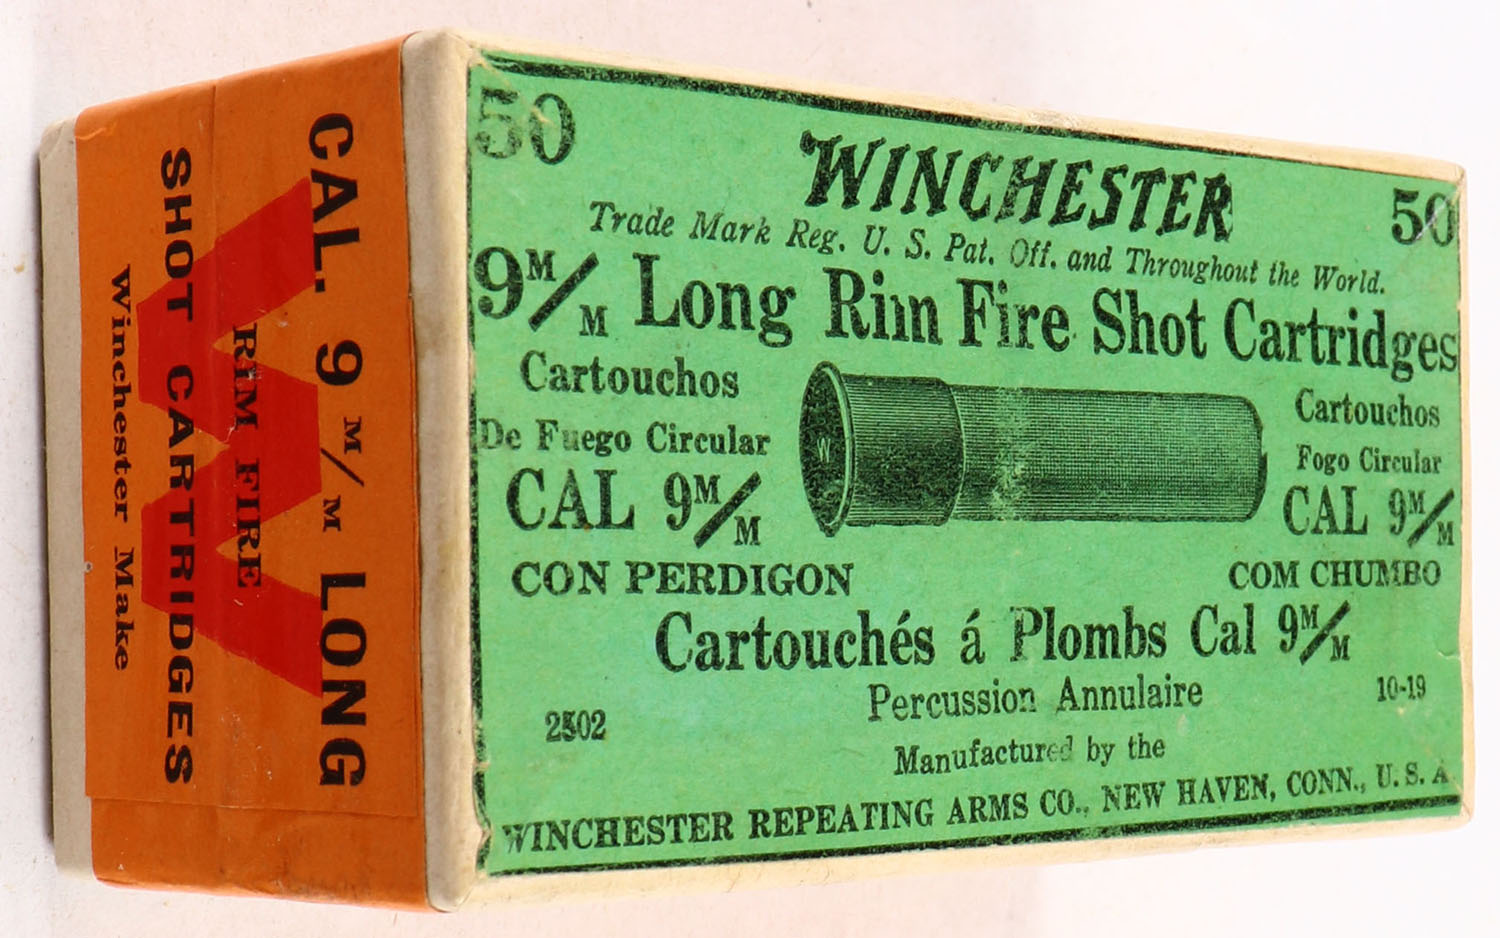 50
50
WINCHESTER
Trade Mark Reg. U. S. Pat. Off. and Throughout the World.
9M/M Long Rim Fire Shot Cartridges
Cartouchos
De Fuego Circular
CAL 9M/M
CON PERDIGON
W
Cartouchos
Fogo Circular
CAL 9M/M
COM CHUMBO
Cartouchés á Plombs Cal 9M/M
Percussion Annulaire
2502
10-19
Manufactured by the
WINCHESTER REPEATING ARMS CO., NEW HAVEN, CONN., U. S. A.
CAL. 9M/M LONG
RIM FIRE
SHOT CARTRIDGES
Winchester Make
W